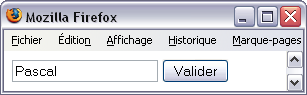 Mozilla Firefox
Fichier Édition Affichage Historique Marque-pages
Pascal Valider